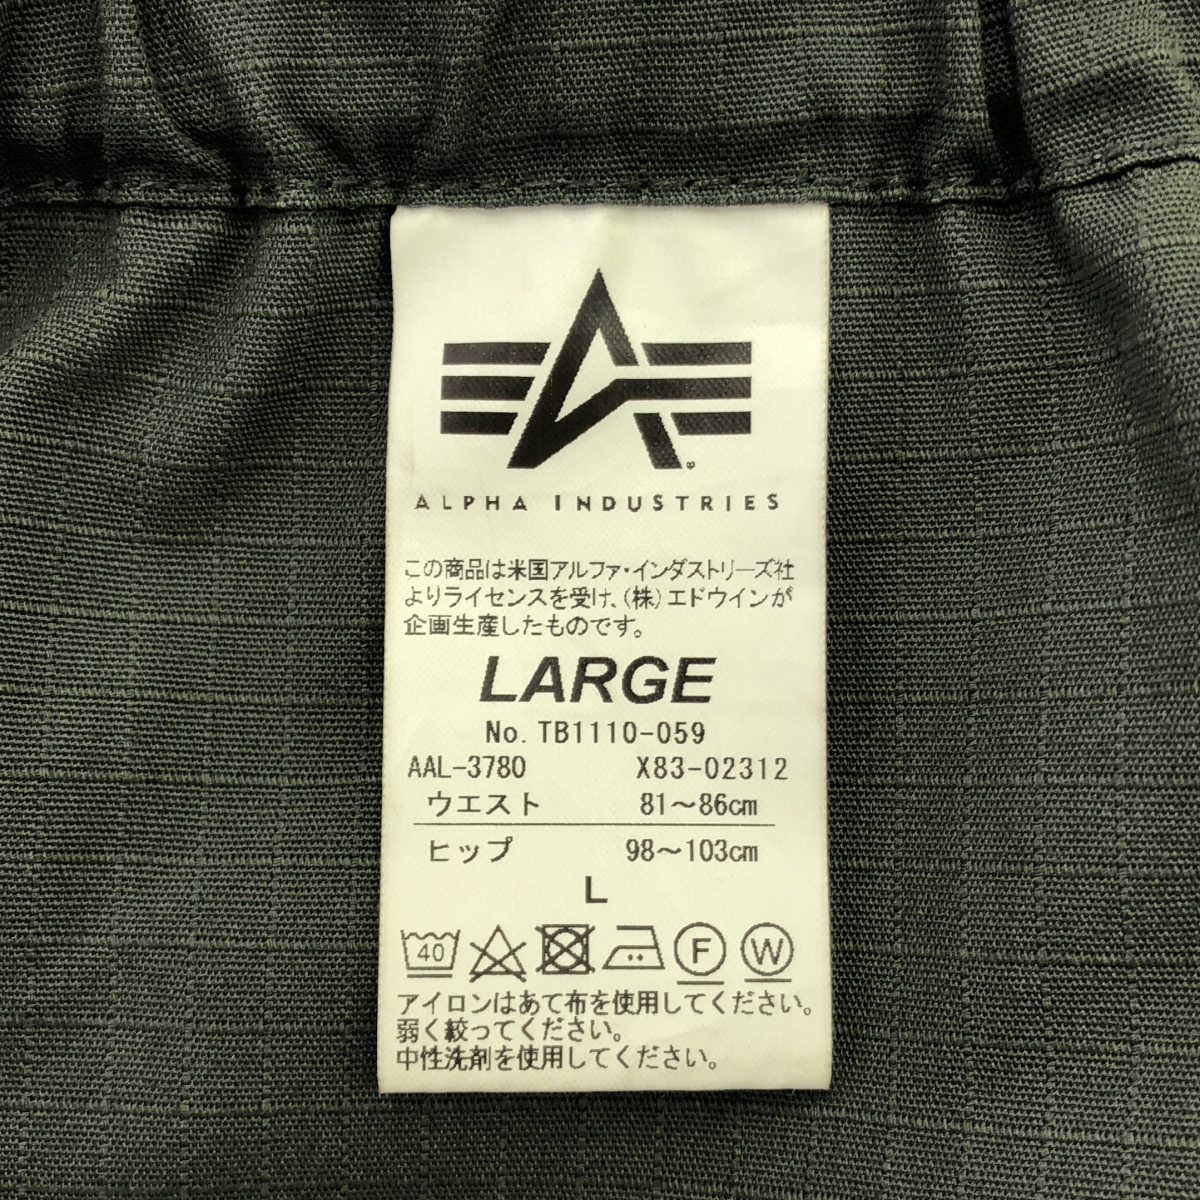 ALPHA INDUSTRIES
この商品は米国アルファ・インダストリーズ社
よりライセンスを受け、(株)エドウインが
企画生産したものです。
LARGE
No. TB1110-059
AAL-3780 X83-02312
ウエスト 81〜86cm
ヒップ 98〜103cm
L
40 F W
アイロンはあて布を使用してください。
弱く絞ってください。
中性洗剤を使用してください。